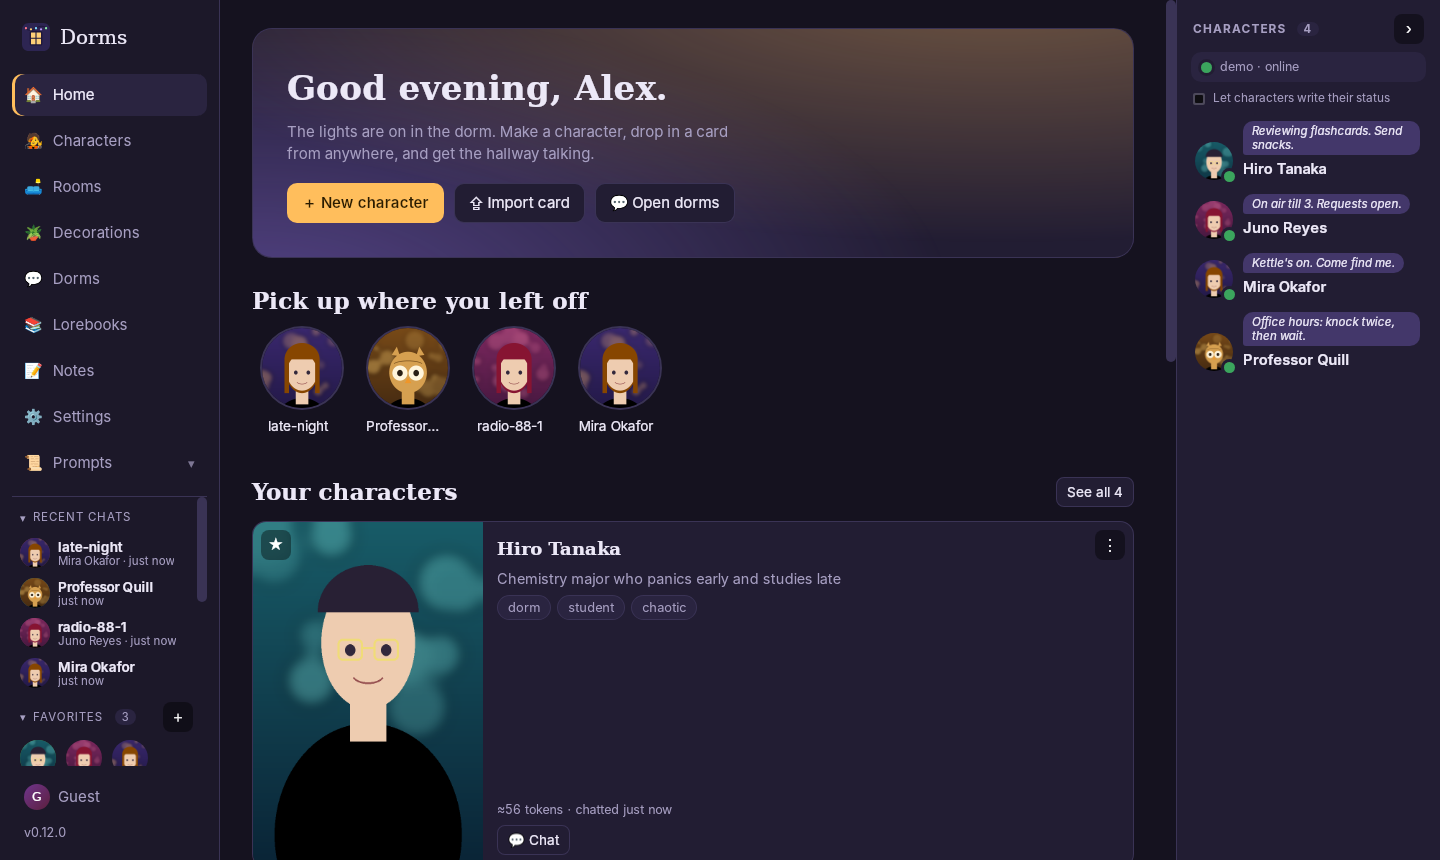 Dorms
Home
Characters
Rooms
Decorations
Dorms
Lorebooks
Notes
Settings
Prompts
RECENT CHATS
late-night
Mira Okafor · just now
Professor Quill
just now
radio-88-1
Juno Reyes · just now
Mira Okafor
just now
FAVORITES 3
+
G Guest
v0.12.0
Good evening, Alex.
The lights are on in the dorm. Make a character, drop in a card
from anywhere, and get the hallway talking.
+ New character
Import card
Open dorms
Pick up where you left off
late-night
Professor...
radio-88-1
Mira Okafor
Your characters
See all 4
Hiro Tanaka
Chemistry major who panics early and studies late
dorm
student
chaotic
≈56 tokens · chatted just now
Chat
CHARACTERS 4
demo · online
Let characters write their status
Reviewing flashcards. Send
snacks.
Hiro Tanaka
On air till 3. Requests open.
Juno Reyes
Kettle's on. Come find me.
Mira Okafor
Office hours: knock twice,
then wait.
Professor Quill